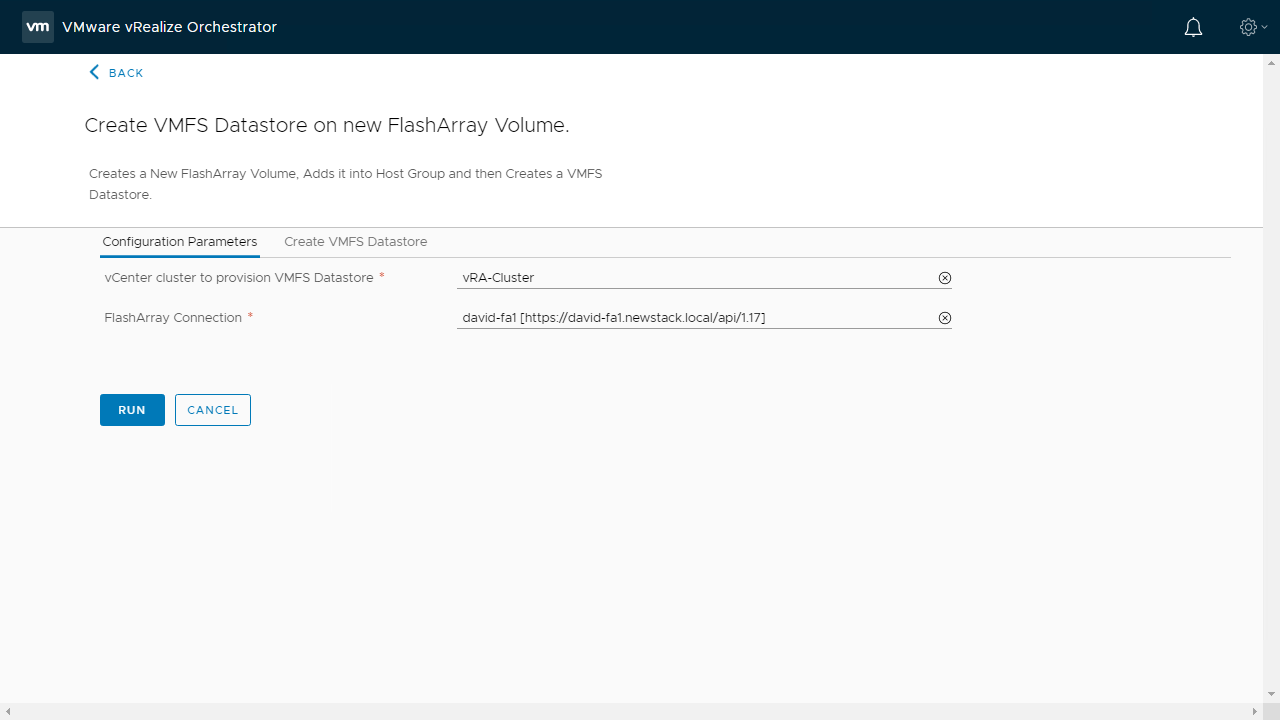 vm VMware vRealize Orchestrator
BACK
Create VMFS Datastore on new FlashArray Volume.
Creates a New FlashArray Volume, Adds it into Host Group and then Creates a VMFS
Datastore.
Configuration Parameters Create VMFS Datastore
vCenter cluster to provision VMFS Datastore * vRA-Cluster
FlashArray Connection * david-fa1 [https://david-fa1.newstack.local/api/1.17]
RUN CANCEL